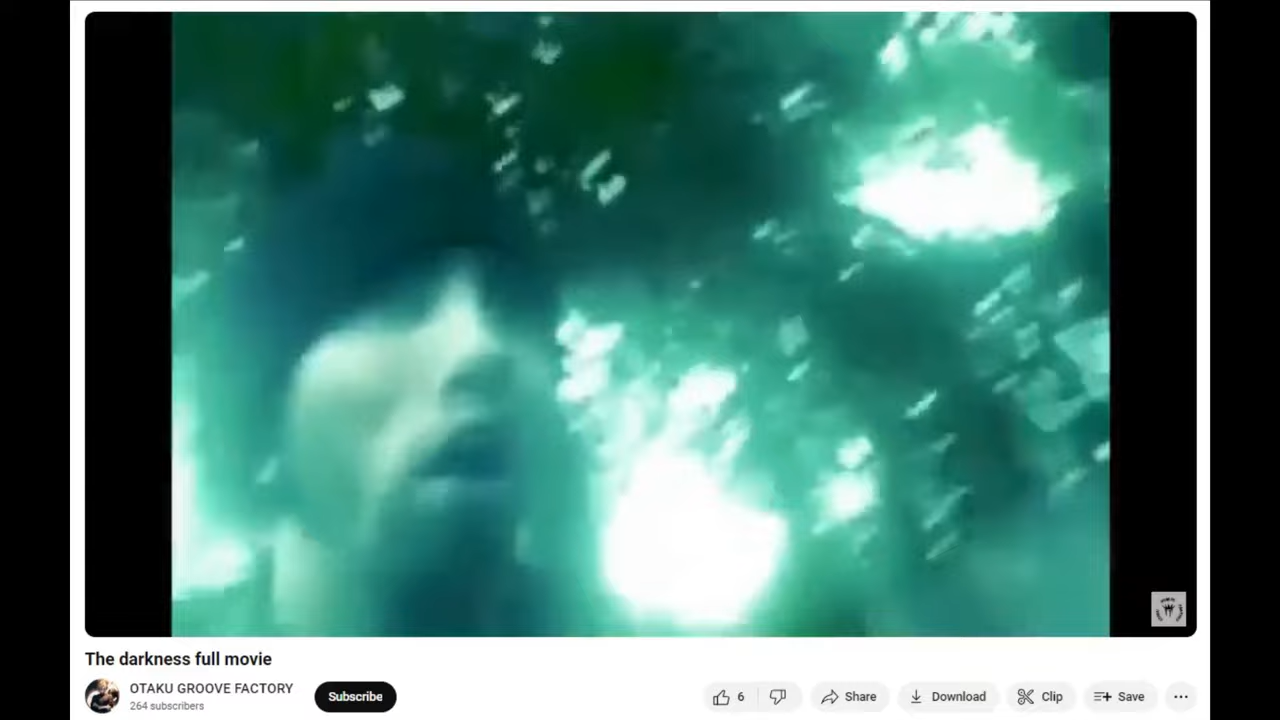 The darkness full movie
OTAKU GROOVE FACTORY
264 subscribers
Subscribe
6
Share
Download
Clip
Save